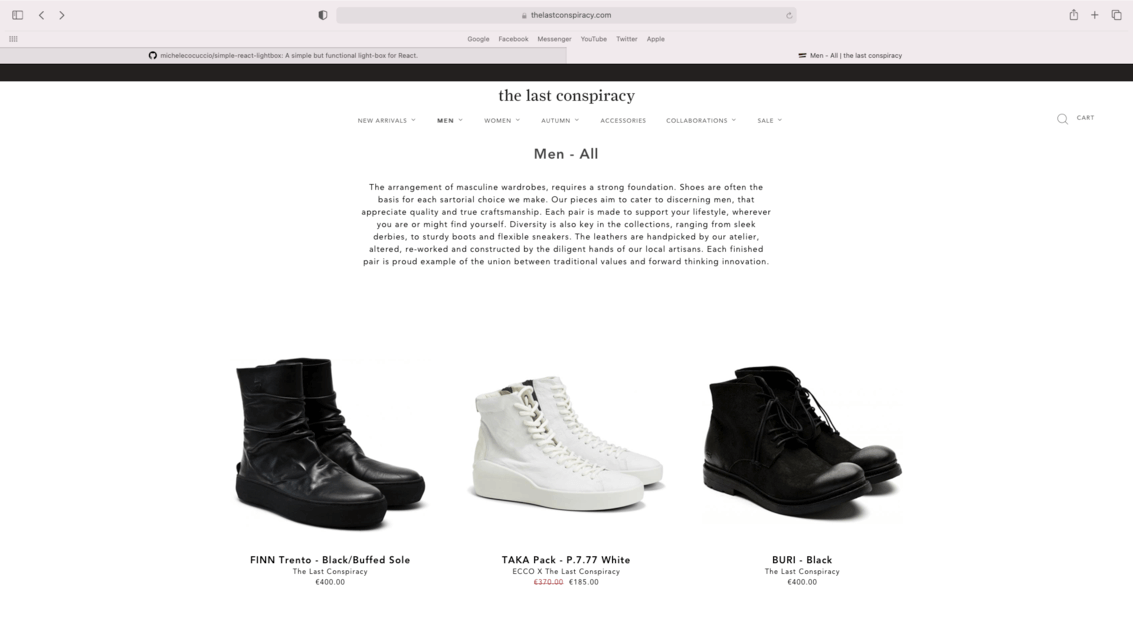 thelastconspiracy.com
Google Facebook Messenger YouTube Twitter Apple
michelecocuccio/simple-react-lightbox: A simple but functional light-box for React.
Men - All | the last conspiracy
the last conspiracy
NEW ARRIVALS MEN WOMEN AUTUMN ACCESSORIES COLLABORATIONS SALE
CART
Men - All
The arrangement of masculine wardrobes, requires a strong foundation. Shoes are often the
basis for each sartorial choice we make. Our pieces aim to cater to discerning men, that
appreciate quality and true craftsmanship. Each pair is made to support your lifestyle, wherever
you are or might find yourself. Diversity is also key in the collections, ranging from sleek
derbies, to sturdy boots and flexible sneakers. The leathers are handpicked by our atelier,
altered, re-worked and constructed by the diligent hands of our local artisans. Each finished
pair is proud example of the union between traditional values and forward thinking innovation.
FINN Trento - Black/Buffed Sole
The Last Conspiracy
€400.00
TAKA Pack - P.7.77 White
ECCO X The Last Conspiracy
€370.00 €185.00
BURI - Black
The Last Conspiracy
€400.00